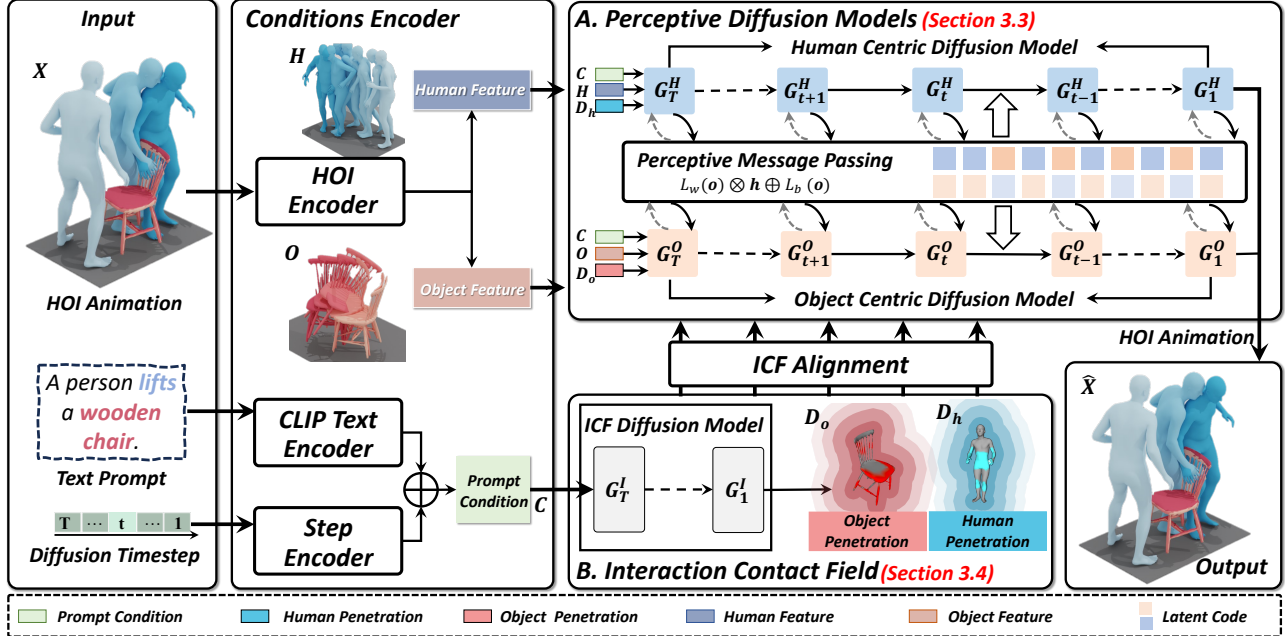 Input
X
HOI Animation
A person lifts
a wooden
chair.
Text Prompt
T ... t ... 1
Diffusion Timestep
Conditions Encoder
H
Human Feature
HOI
Encoder
O
Object Feature
CLIP Text
Encoder
Step
Encoder
Prompt
Condition
C
A. Perceptive Diffusion Models (Section 3.3)
Human Centric Diffusion Model
C
H
D_h
G_T^H
G_{t+1}^H
G_t^H
G_{t-1}^H
G_1^H
Perceptive Message Passing
L_w(o) ⊗ h ⊕ L_b (o)
C
O
D_o
G_T^O
G_{t+1}^O
G_t^O
G_{t-1}^O
G_1^O
Object Centric Diffusion Model
ICF Alignment
ICF Diffusion Model
G_T^I
G_1^I
D_o
D_h
Object
Penetration
Human
Penetration
B. Interaction Contact Field (Section 3.4)
HOI Animation
X̂
Output
Prompt Condition
Human Penetration
Object Penetration
Human Feature
Object Feature
Latent Code